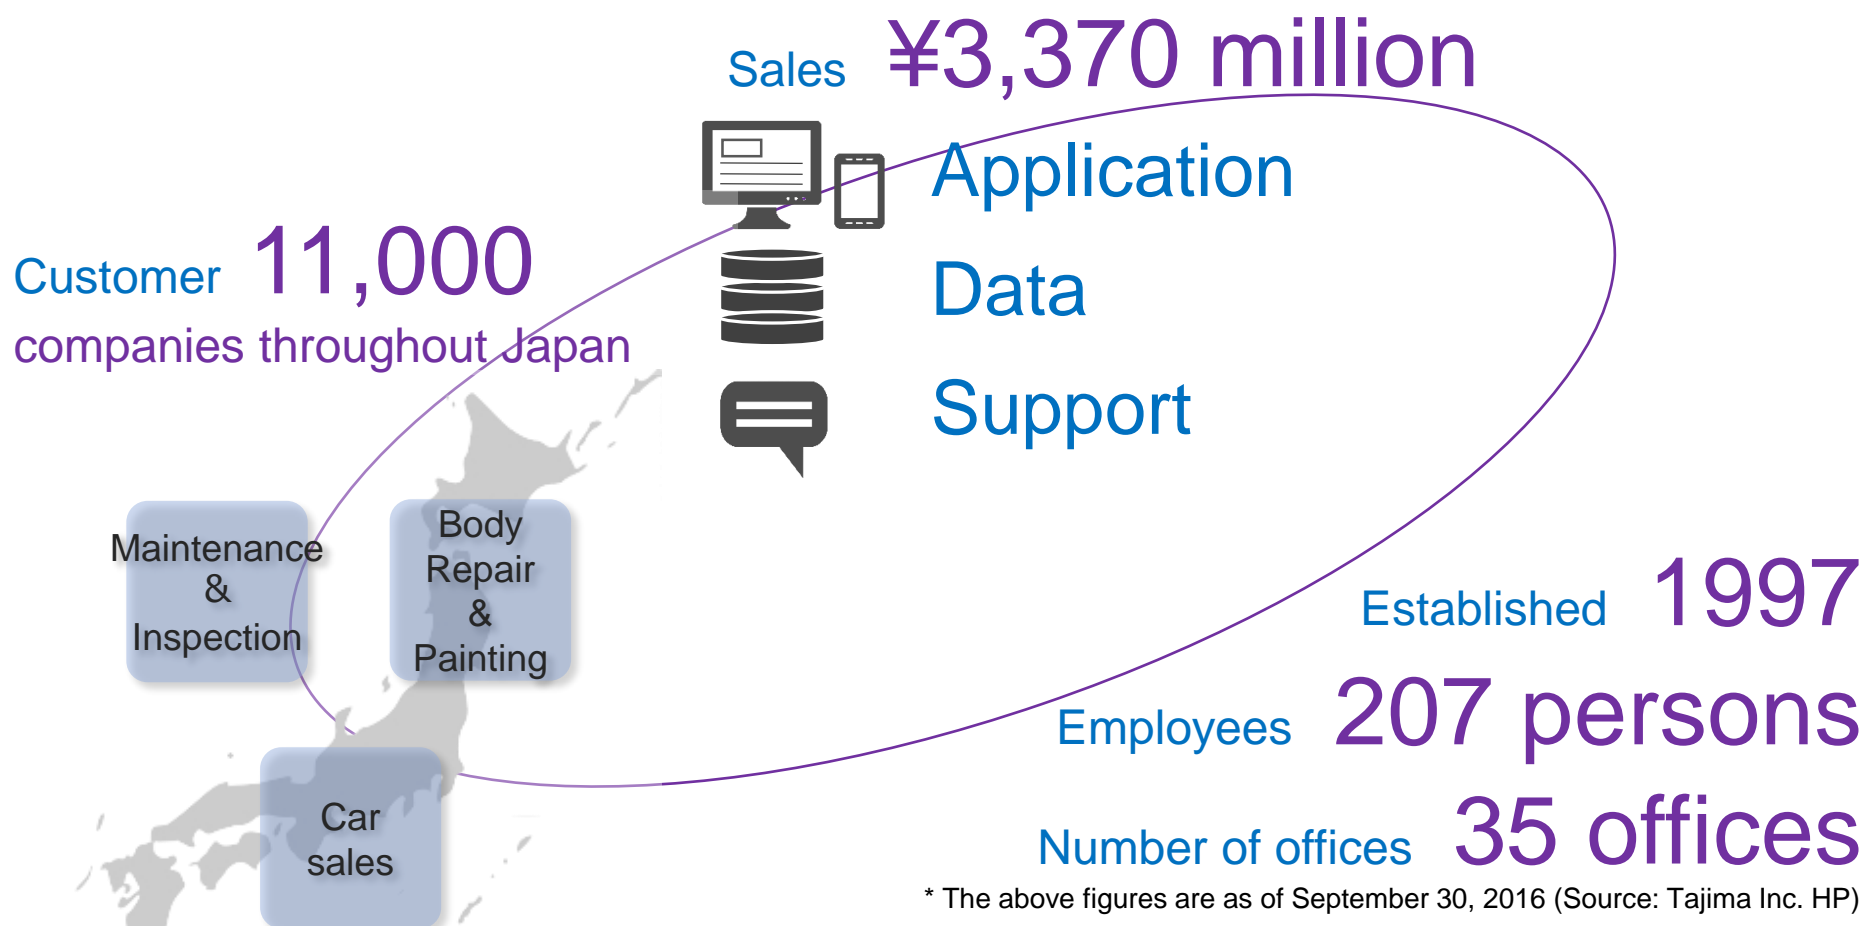 Sales ¥3,370 million
Application
Customer 11,000
companies throughout Japan
Data
Support
Maintenance
&
Inspection
Body
Repair
&
Painting
Car
sales
Established 1997
Employees 207 persons
Number of offices 35 offices
* The above figures are as of September 30, 2016 (Source: Tajima Inc. HP)